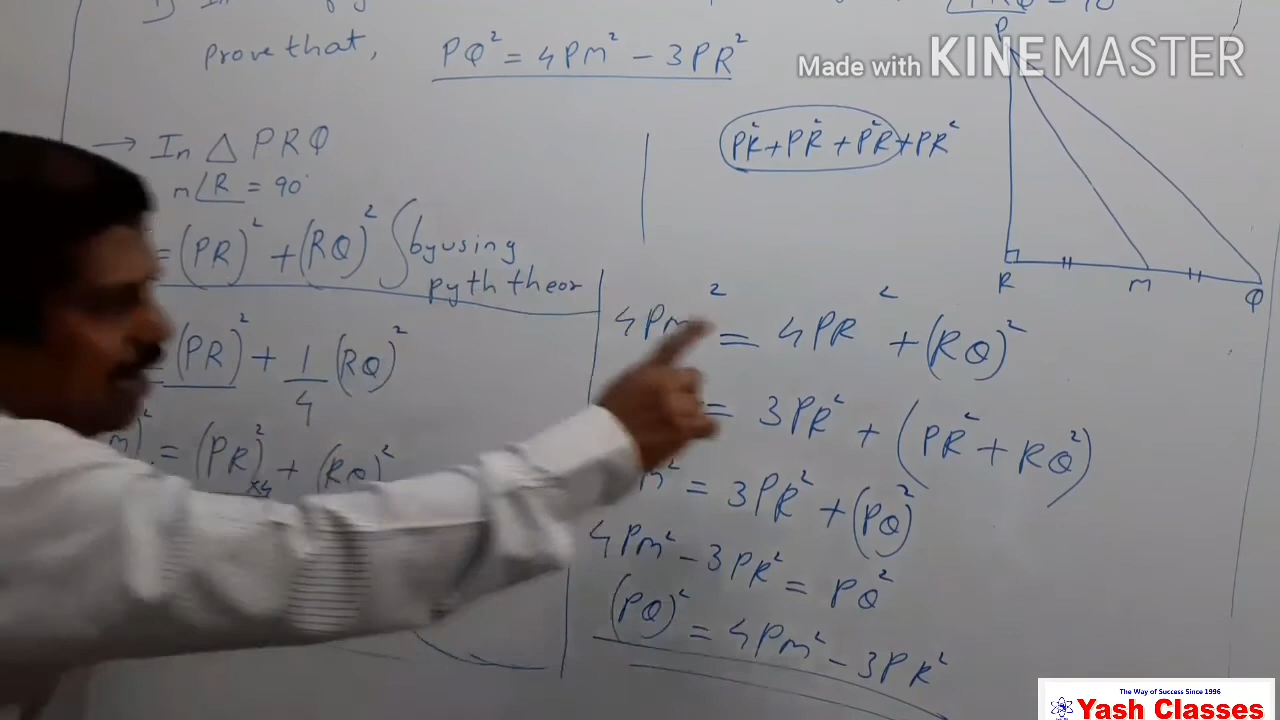 prove that, PQ² = 4PM² - 3PR²
Made with KINEMASTER
→ In △ PRQ
m∠R = 90°
= (PR)² + (RQ)² } by using
pyth theor
(PR)² + 1/4 (RQ)²
= (PR)² + (RQ)²
×4
PR² + PR² + PR² + PR²
P
R M Q
4PM² = 4PR² + (RQ)²
= 3PR² + (PR² + RQ²)
M² = 3PR² + (PQ)²
4PM² - 3PR² = PQ²
(PQ)² = 4PM² - 3PR²
The Way of Success Since 1996
Yash Classes